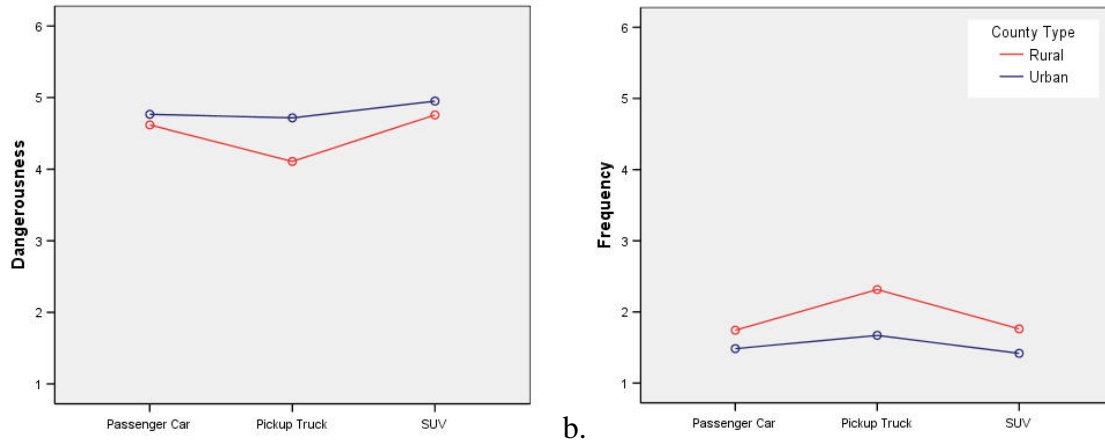 6
5
4
3
2
1
Dangerousness
Passenger Car Pickup Truck SUV
b.
6
5
4
3
2
1
Frequency
County Type
Rural
Urban
Passenger Car Pickup Truck SUV